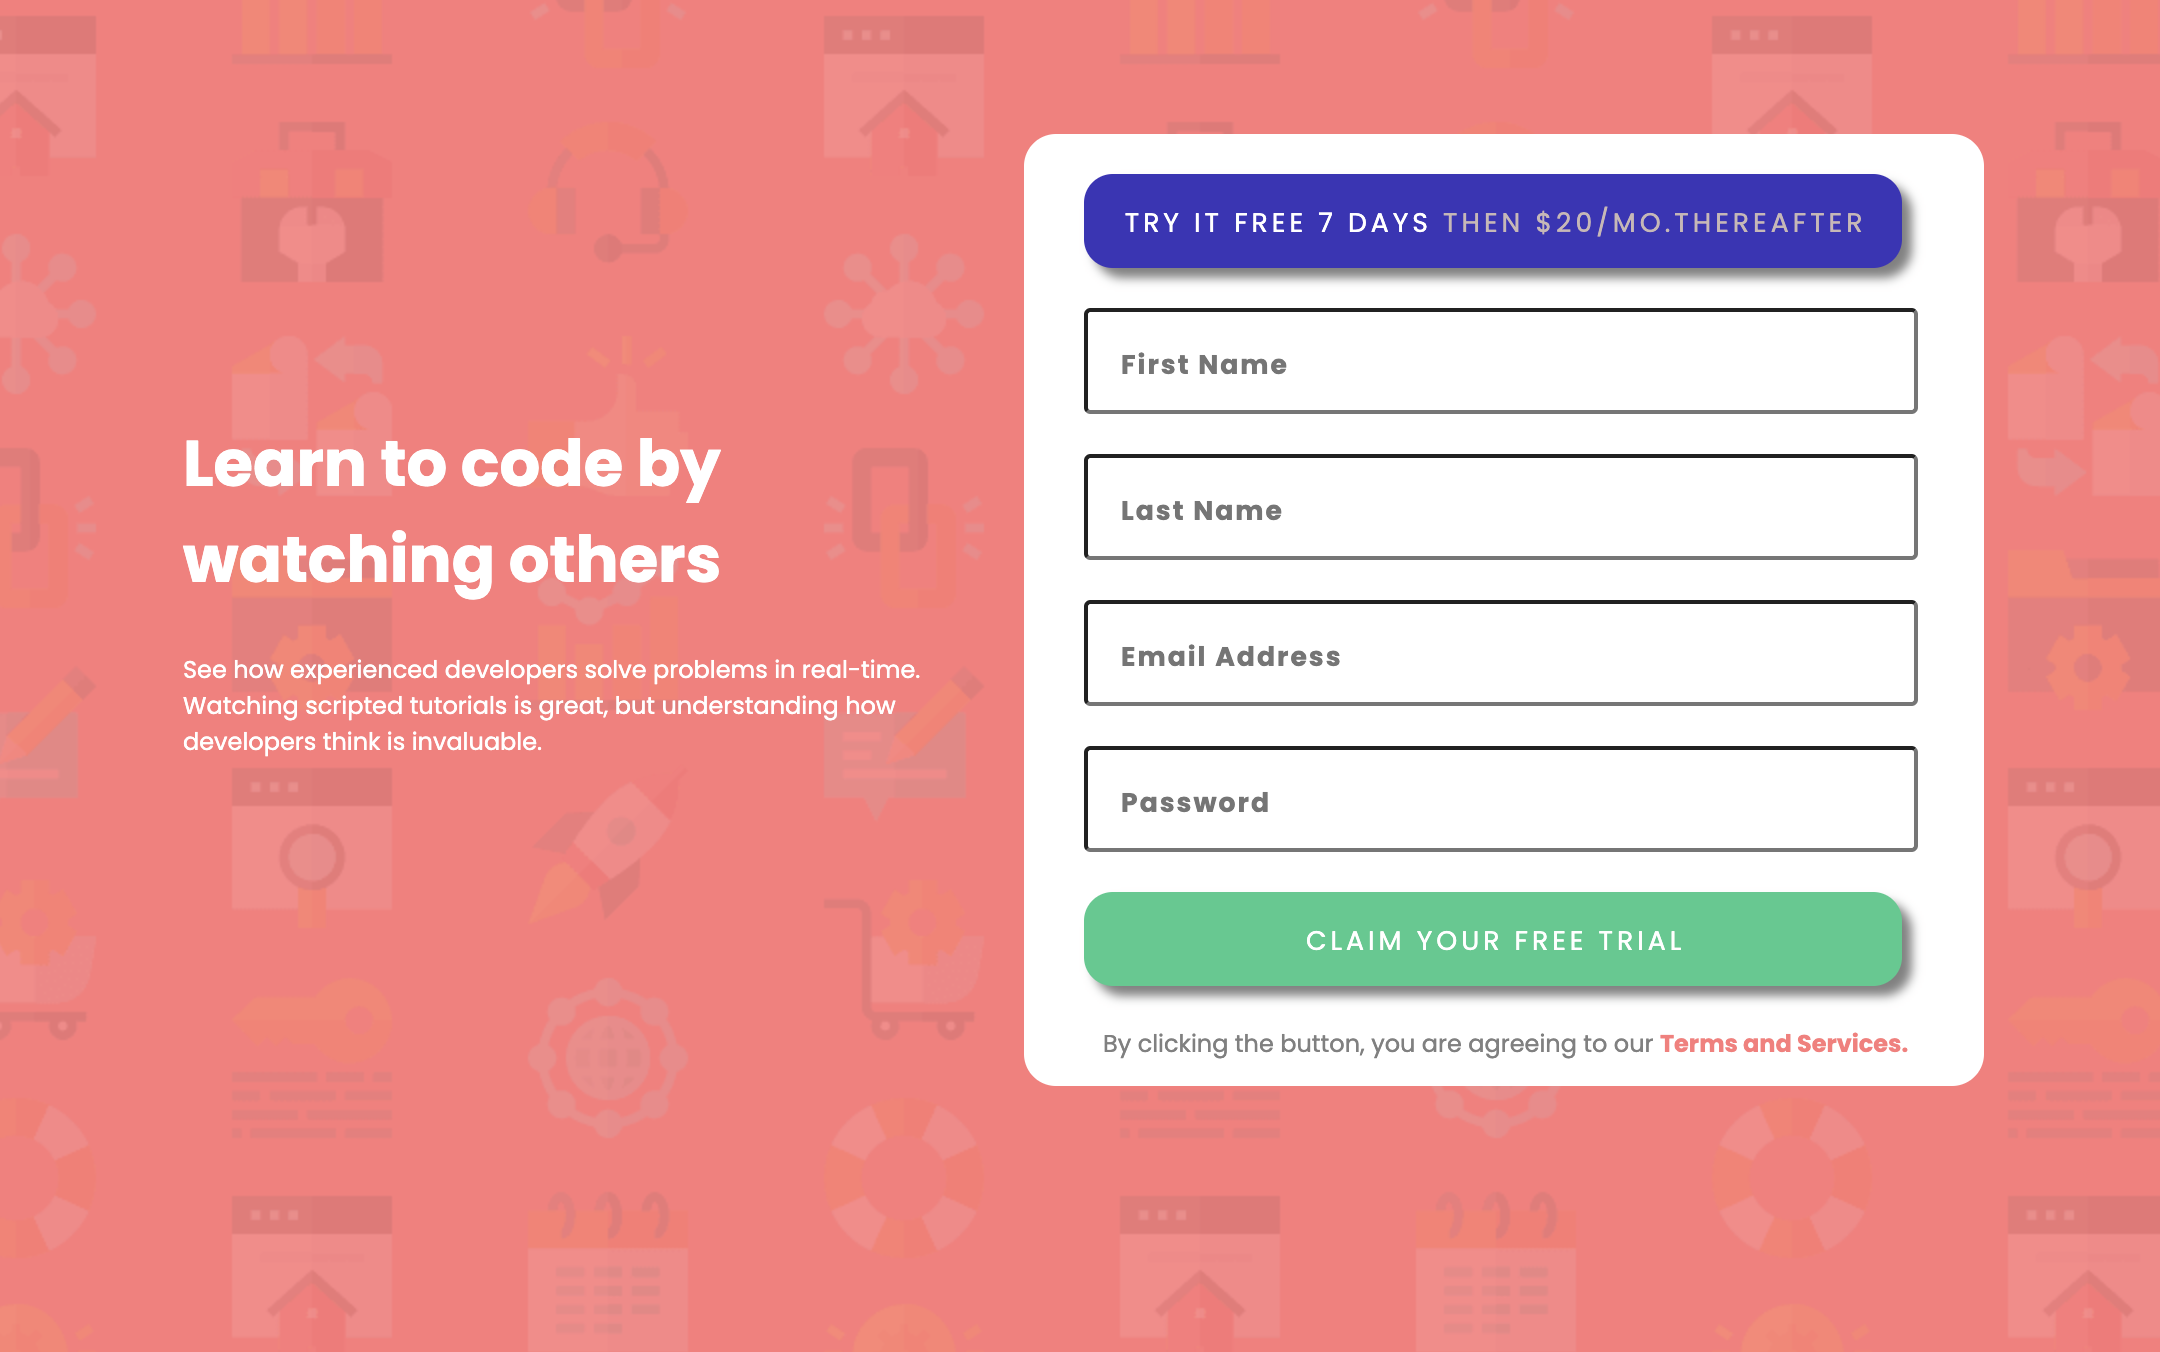 Learn to code by
watching others
See how experienced developers solve problems in real-time.
Watching scripted tutorials is great, but understanding how
developers think is invaluable.
TRY IT FREE 7 DAYS THEN $20/MO.THEREAFTER
First Name
Last Name
Email Address
Password
CLAIM YOUR FREE TRIAL
By clicking the button, you are agreeing to our Terms and Services.